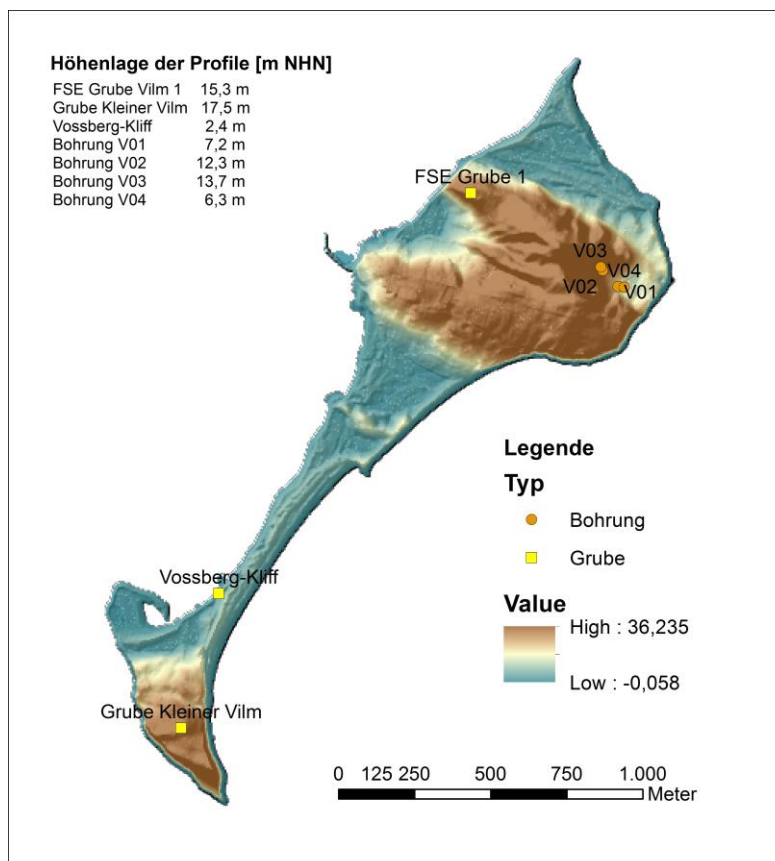 Höhenlage der Profile [m NHN]
FSE Grube Vilm 1 15,3 m
Grube Kleiner Vilm 17,5 m
Vossberg-Kliff 2,4 m
Bohrung V01 7,2 m
Bohrung V02 12,3 m
Bohrung V03 13,7 m
Bohrung V04 6,3 m
FSE Grube 1
V03
V04
V02
V01
Vossberg-Kliff
Grube Kleiner Vilm
Legende
Typ
Bohrung
Grube
Value
High : 36,235
Low : -0,058
0 125 250 500 750 1.000
Meter